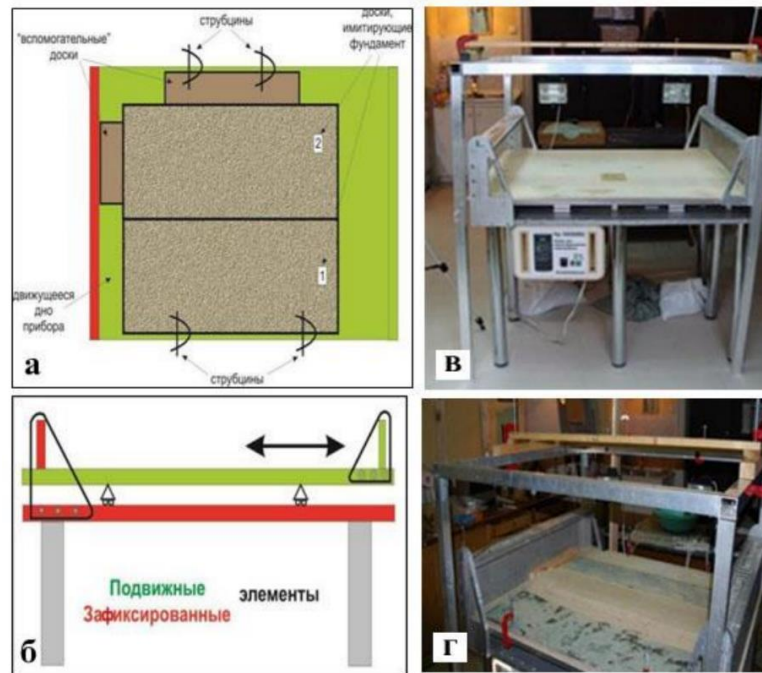 струбцины
доски,
имитирующие
фундамент
"вспомогательные"
доски
2
1
движущееся
дно
прибора
струбцины
а
в
Подвижные
Зафиксированные
элементы
б
г